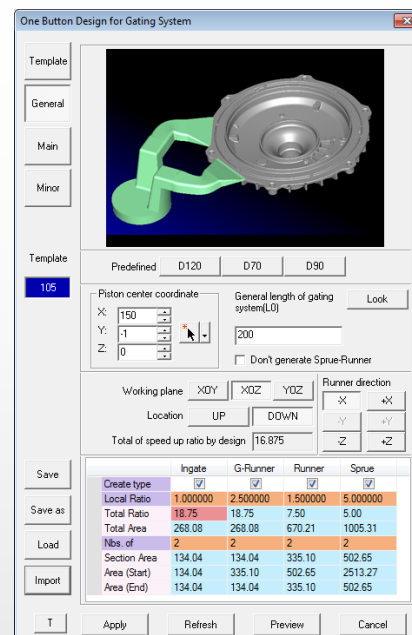 One Button Design for Gating System
Template
General
Main
Minor
Template
105
Predefined D120 D70 D90
Piston center coordinate
X: 150
Y: -1
Z: 0
General length of gating
system(L0)
Look
200
Don't generate Sprue-Runner
Working plane XOY XOZ YOZ
Location UP DOWN
Total of speed up ratio by design 16.875
Runner direction
-X +X
-Y +Y
-Z +Z
Save
Save as
Load
Import
Ingate G-Runner Runner Sprue
Create type
Local Ratio 1.000000 2.500000 1.500000 5.000000
Total Ratio 18.75 18.75 7.50 5.00
Total Area 268.08 268.08 670.21 1005.31
Nbs. of 2 2 2 2
Section Area 134.04 134.04 335.10 502.65
Area (Start) 134.04 335.10 502.65 2513.27
Area (End) 134.04 134.04 335.10 502.65
T Apply Refresh Preview Cancel